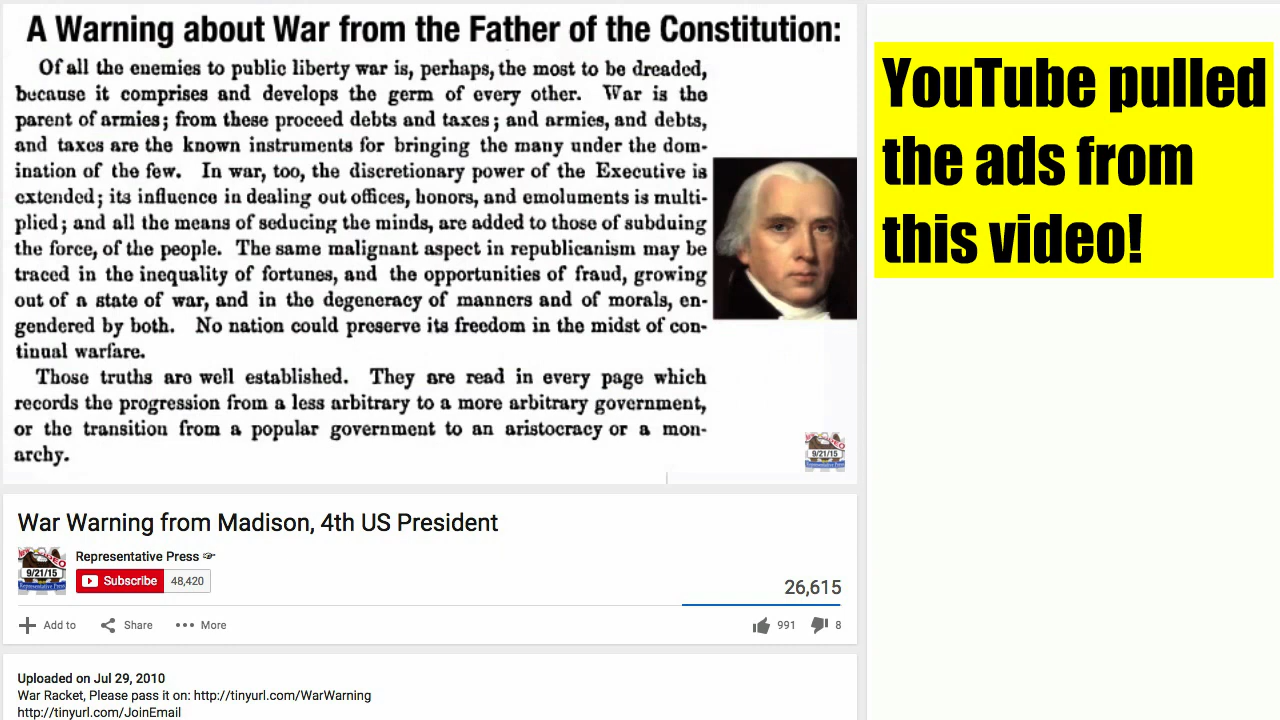 A Warning about War from the Father of the Constitution:
Of all the enemies to public liberty war is, perhaps, the most to be dreaded,
because it comprises and develops the germ of every other. War is the
parent of armies; from these proceed debts and taxes; and armies, and debts,
and taxes are the known instruments for bringing the many under the dom-
ination of the few. In war, too, the discretionary power of the Executive is
extended; its influence in dealing out offices, honors, and emoluments is multi-
plied; and all the means of seducing the minds, are added to those of subduing
the force, of the people. The same malignant aspect in republicanism may be
traced in the inequality of fortunes, and the opportunities of fraud, growing
out of a state of war, and in the degeneracy of manners and of morals, en-
gendered by both. No nation could preserve its freedom in the midst of con-
tinual warfare.
Those truths are well established. They are read in every page which
records the progression from a less arbitrary to a more arbitrary government,
or the transition from a popular government to an aristocracy or a mon-
archy.
9/21/15
Representative Press
YouTube pulled
the ads from
this video!
War Warning from Madison, 4th US President
9/21/15
Representative Press
Representative Press ☞
Subscribe 48,420
26,615
Add to Share More 991 8
Uploaded on Jul 29, 2010
War Racket, Please pass it on: http://tinyurl.com/WarWarning
http://tinyurl.com/JoinEmail